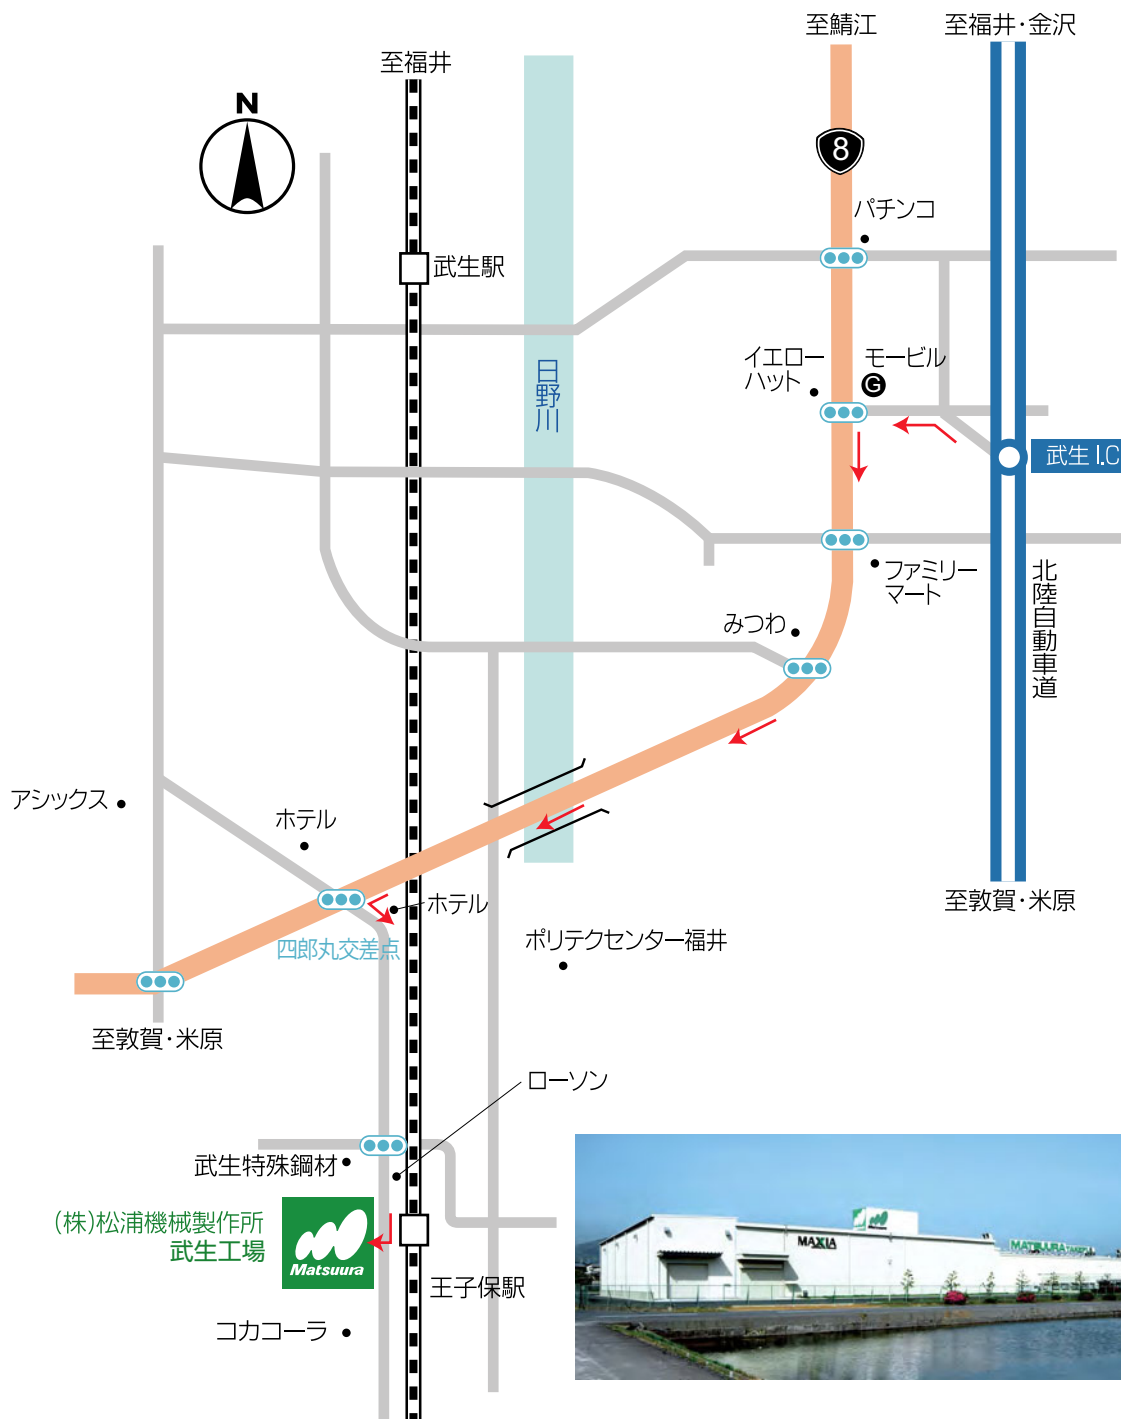 至鯖江
至福井・金沢
至福井
N
8
パチンコ
武生駅
イエロー
ハット
モービル
G
日野川
武生 I.C
ファミリー
マート
北陸自動車道
みつわ
アシックス
ホテル
ホテル
至敦賀・米原
四郎丸交差点
ポリテクセンター福井
至敦賀・米原
ローソン
武生特殊鋼材
(株)松浦機械製作所
武生工場
Matsuura
王子保駅
コカコーラ
MAXIA
MATSUURA